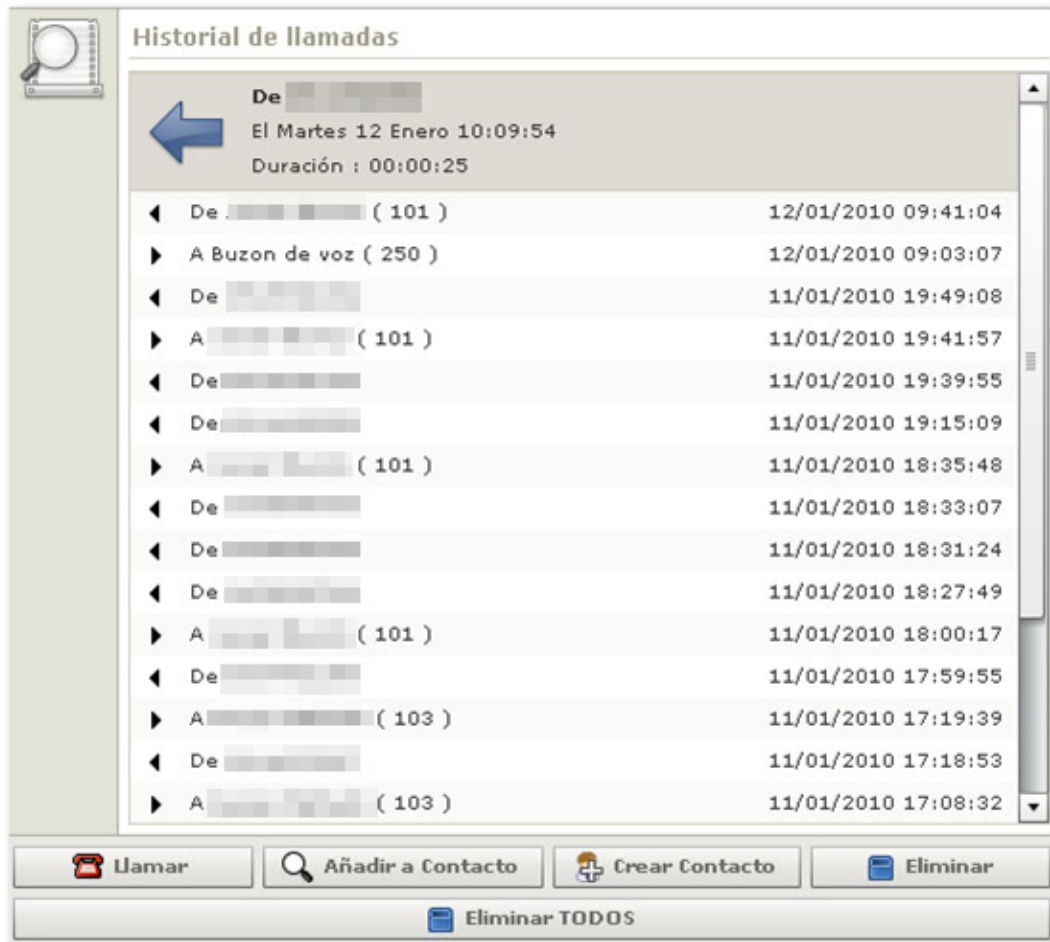 Historial de llamadas
De
El Martes 12 Enero 10:09:54
Duración : 00:00:25
De ( 101 ) 12/01/2010 09:41:04
A Buzon de voz ( 250 ) 12/01/2010 09:03:07
De 11/01/2010 19:49:08
A ( 101 ) 11/01/2010 19:41:57
De 11/01/2010 19:39:55
De 11/01/2010 19:15:09
A ( 101 ) 11/01/2010 18:35:48
De 11/01/2010 18:33:07
De 11/01/2010 18:31:24
De 11/01/2010 18:27:49
A ( 101 ) 11/01/2010 18:00:17
De 11/01/2010 17:59:55
A ( 103 ) 11/01/2010 17:19:39
De 11/01/2010 17:18:53
A ( 103 ) 11/01/2010 17:08:32
Llamar Añadir a Contacto Crear Contacto Eliminar
Eliminar TODOS